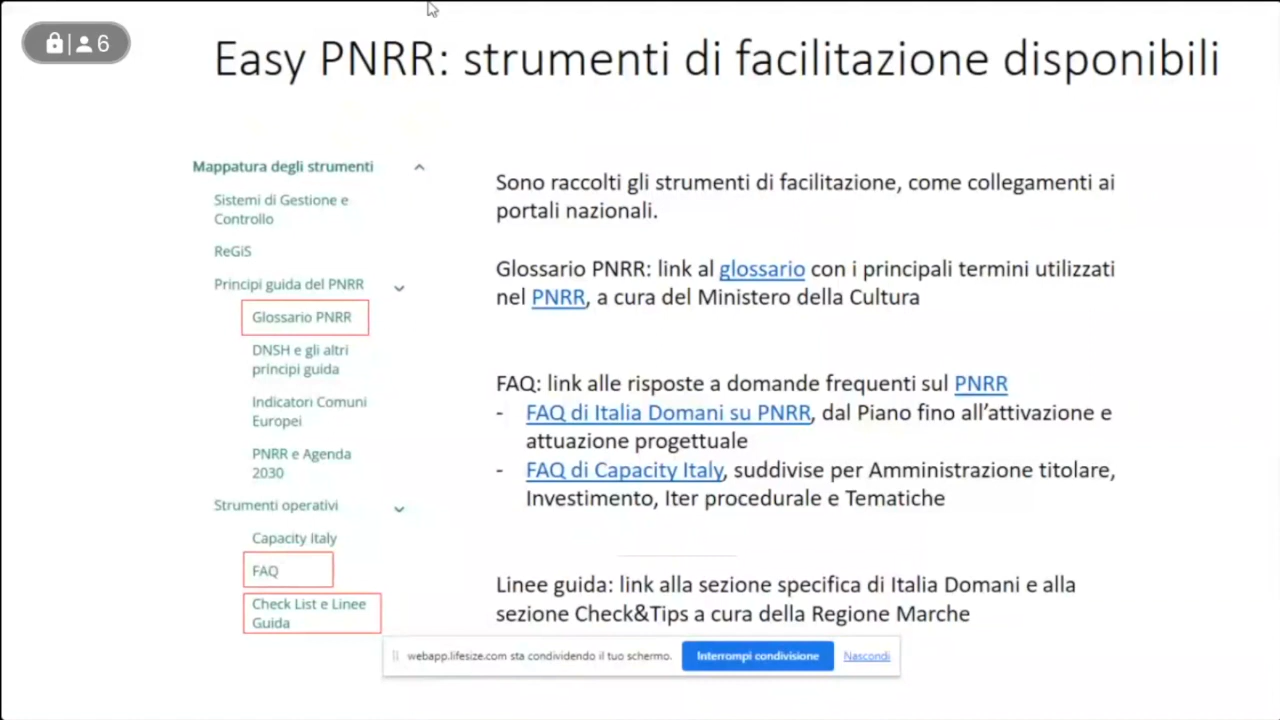 6
Easy PNRR: strumenti di facilitazione disponibili
Mappatura degli strumenti
Sistemi di Gestione e
Controllo
ReGiS
Principi guida del PNRR
Glossario PNRR
DNSH e gli altri
principi guida
Indicatori Comuni
Europei
PNRR e Agenda
2030
Strumenti operativi
Capacity Italy
FAQ
Check List e Linee
Guida
Sono raccolti gli strumenti di facilitazione, come collegamenti ai
portali nazionali.
Glossario PNRR: link al glossario con i principali termini utilizzati
nel PNRR, a cura del Ministero della Cultura
FAQ: link alle risposte a domande frequenti sul PNRR
- FAQ di Italia Domani su PNRR, dal Piano fino all’attivazione e
attuazione progettuale
- FAQ di Capacity Italy, suddivise per Amministrazione titolare,
Investimento, Iter procedurale e Tematiche
Linee guida: link alla sezione specifica di Italia Domani e alla
sezione Check&Tips a cura della Regione Marche
webapp.lifesize.com sta condividendo il tuo schermo. Interrompi condivisione Nascondi